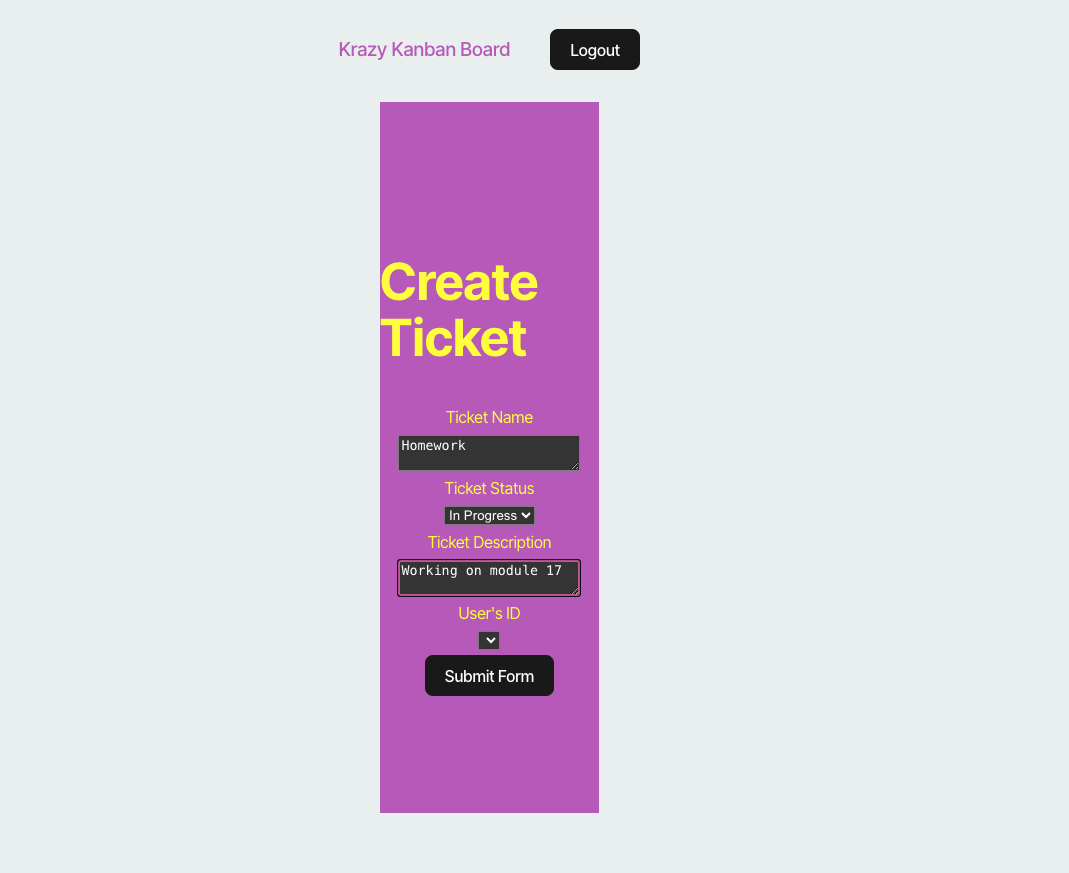 Krazy Kanban Board
Logout
Create
Ticket
Ticket Name
Homework
Ticket Status
In Progress
Ticket Description
Working on module 17
User's ID
Submit Form